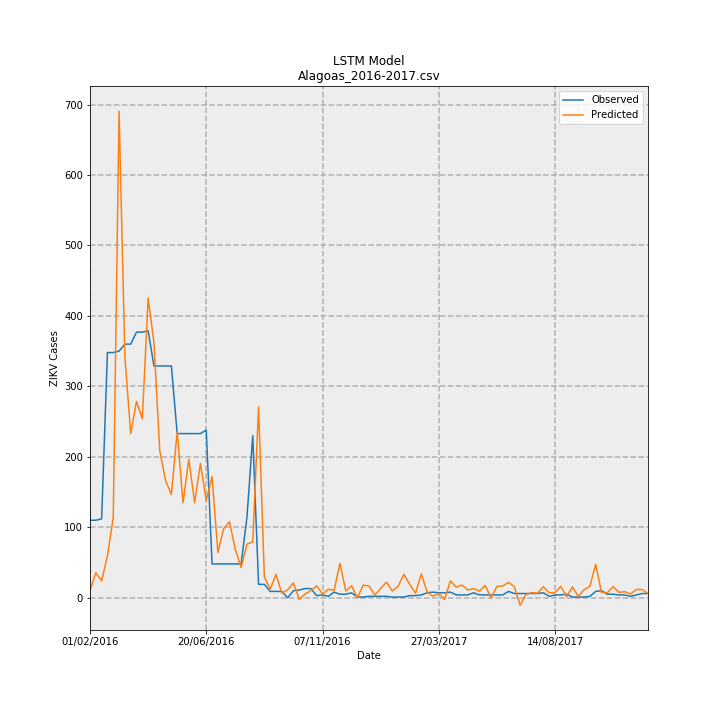 LSTM Model
Alagoas_2016-2017.csv
Observed
Predicted
700
600
500
400
300
200
100
0
ZIKV Cases
01/02/2016
20/06/2016
07/11/2016
27/03/2017
14/08/2017
Date